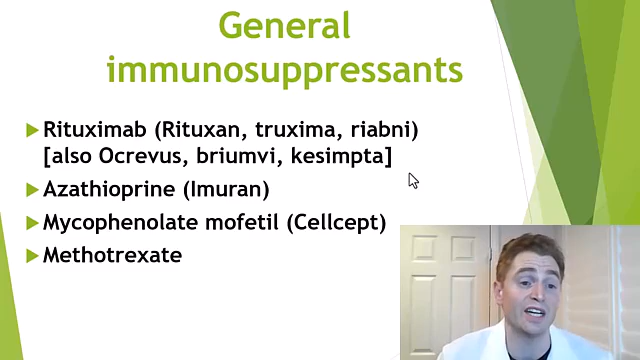 General
immunosuppressants
Rituximab (Rituxan, truxima, riabni)
[also Ocrevus, briumvi, kesimpta]
Azathioprine (Imuran)
Mycophenolate mofetil (Cellcept)
Methotrexate